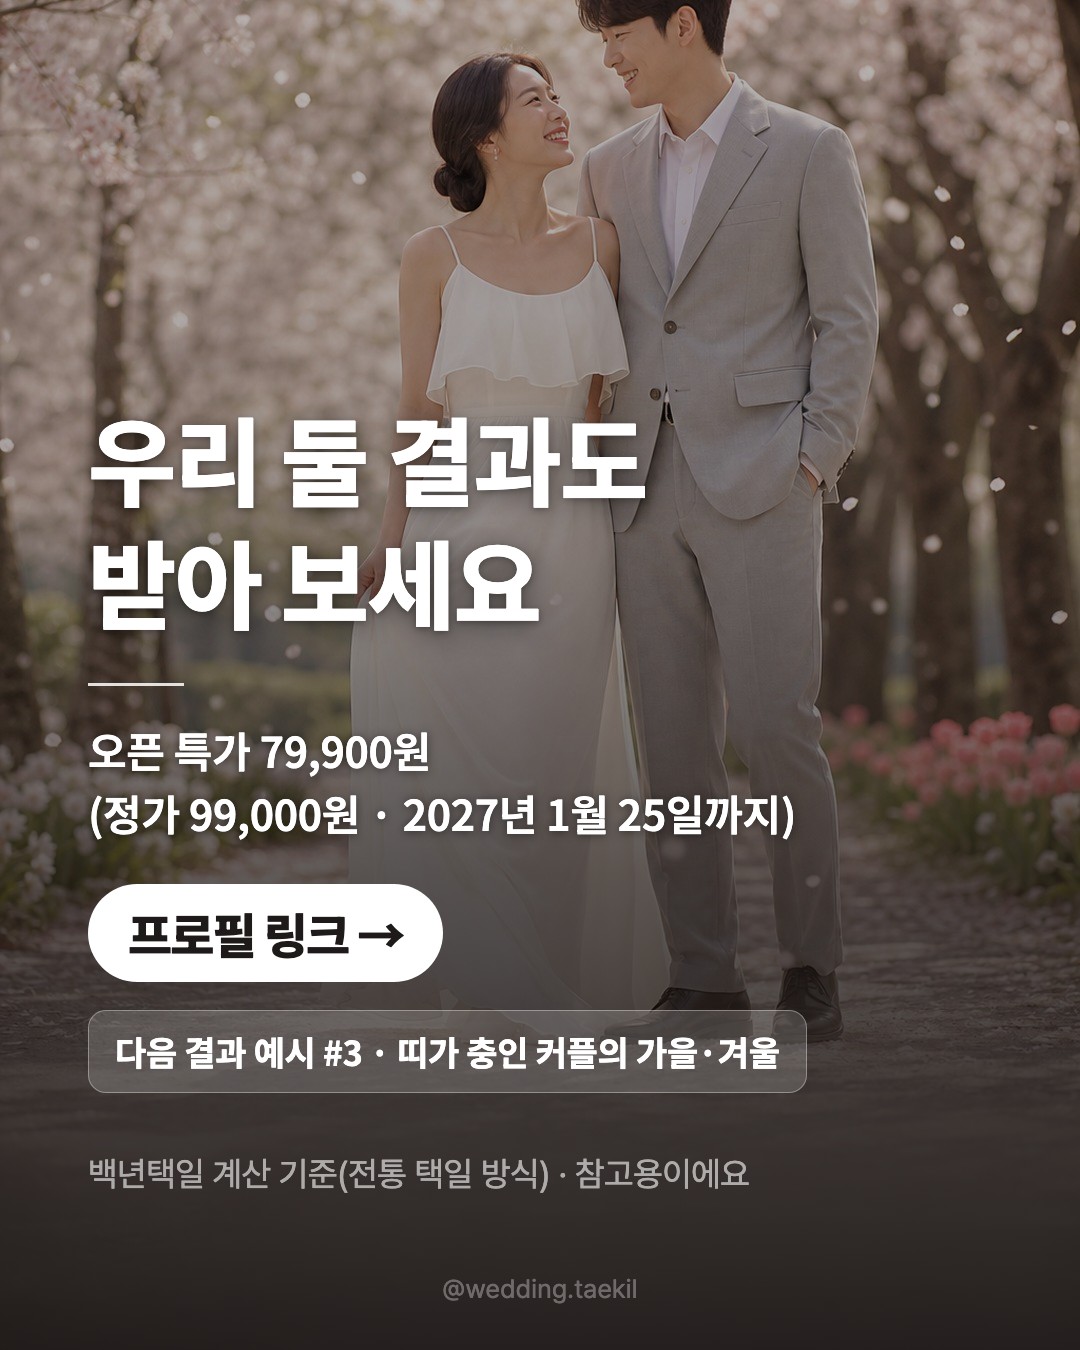 우리 둘 결과도
받아 보세요
오픈 특가 79,900원
(정가 99,000원 · 2027년 1월 25일까지)
프로필 링크 →
다음 결과 예시 #3 · 띠가 충인 커플의 가을·겨울
백년택일 계산 기준(전통 택일 방식) · 참고용이에요
@wedding.taekil